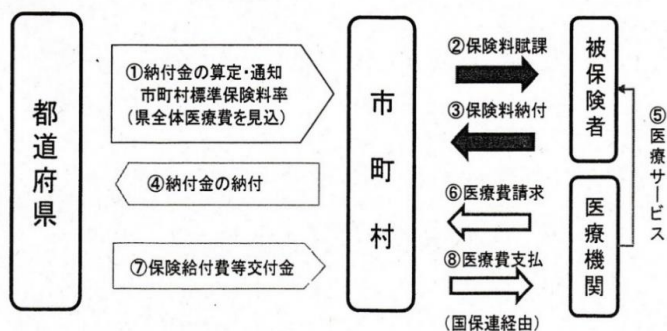 都道府県
①納付金の算定・通知
市町村標準保険料率
(県全体医療費を見込)
④納付金の納付
⑦保険給付費等交付金
市町村
②保険料賦課
③保険料納付
⑥医療費請求
⑧医療費支払
(国保連経由)
被保険者
医療機関
⑤医療サービス